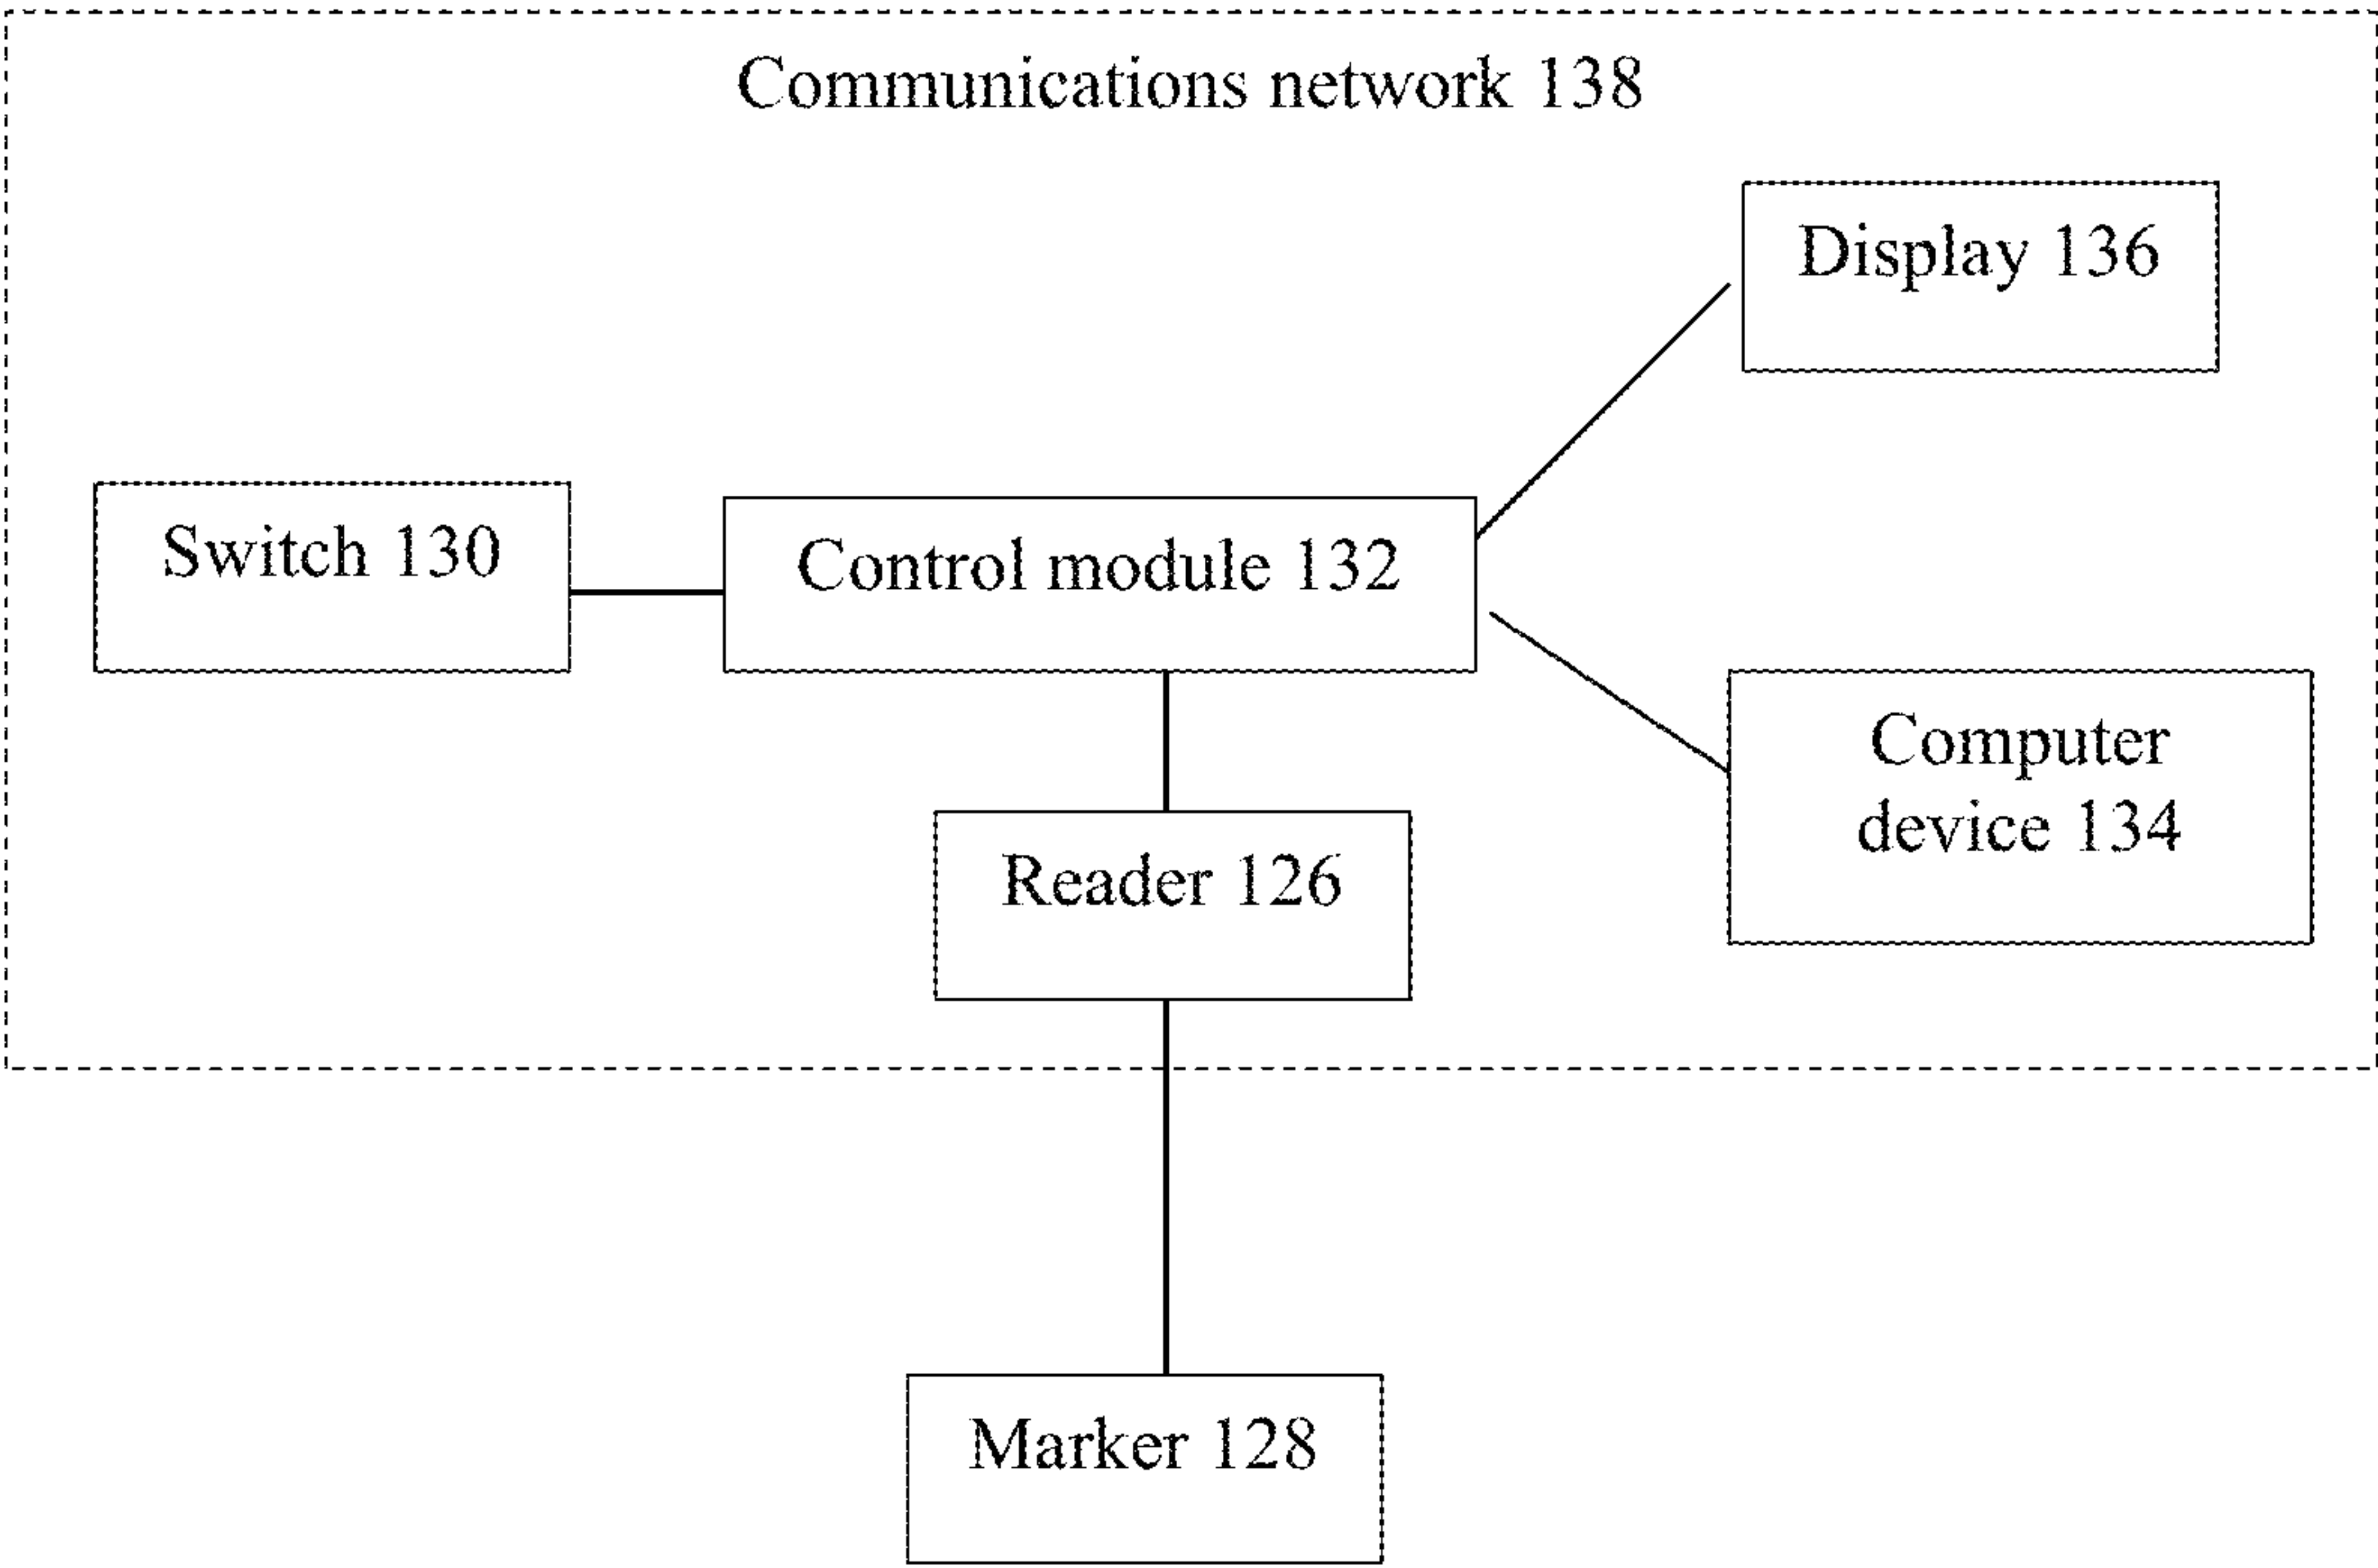 Communications network 138
Display 136
Switch 130
Control module 132
Computer
device 134
Reader 126
Marker 128